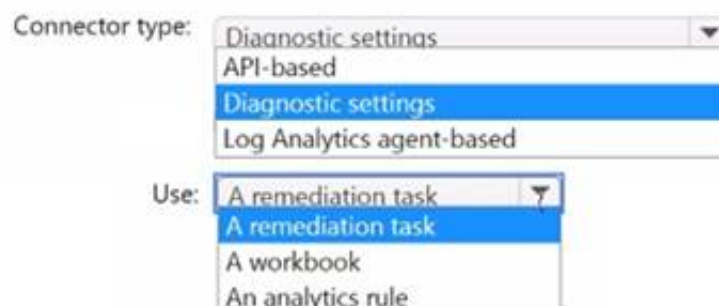 Connector type: Diagnostic settings
API-based
Diagnostic settings
Log Analytics agent-based
Use: A remediation task
A remediation task
A workbook
An analytics rule